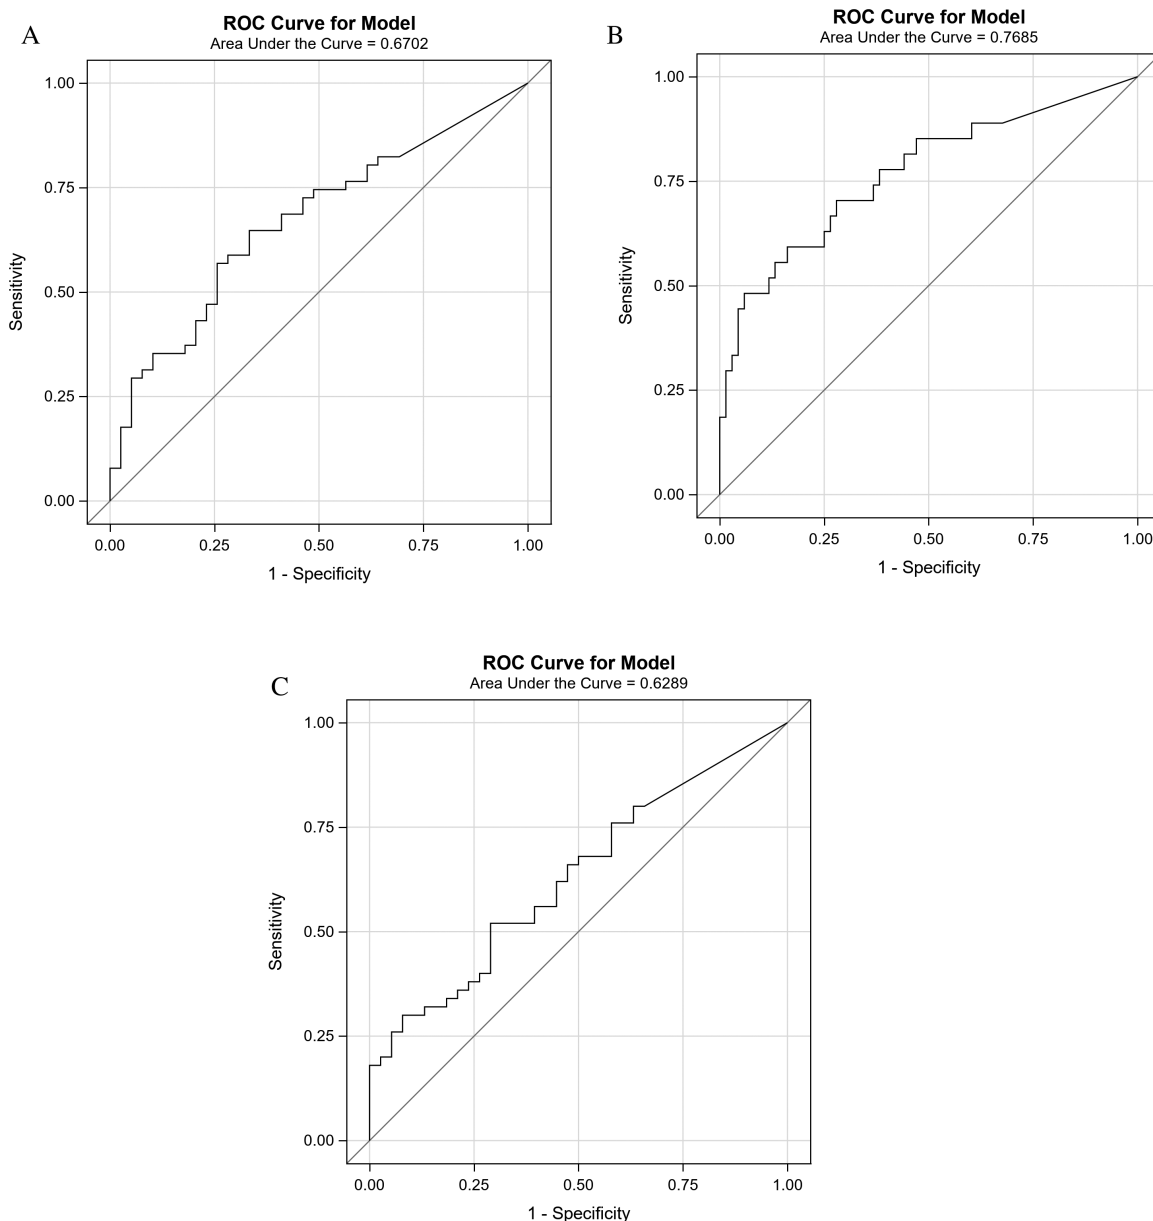 A
ROC Curve for Model
Area Under the Curve = 0.6702
1.00
0.75
0.50
0.25
0.00
Sensitivity
0.00 0.25 0.50 0.75 1.00
1 - Specificity
B
ROC Curve for Model
Area Under the Curve = 0.7685
1.00
0.75
0.50
0.25
0.00
Sensitivity
0.00 0.25 0.50 0.75 1.00
1 - Specificity
C
ROC Curve for Model
Area Under the Curve = 0.6289
1.00
0.75
0.50
0.25
0.00
Sensitivity
0.00 0.25 0.50 0.75 1.00
1 - Specificity